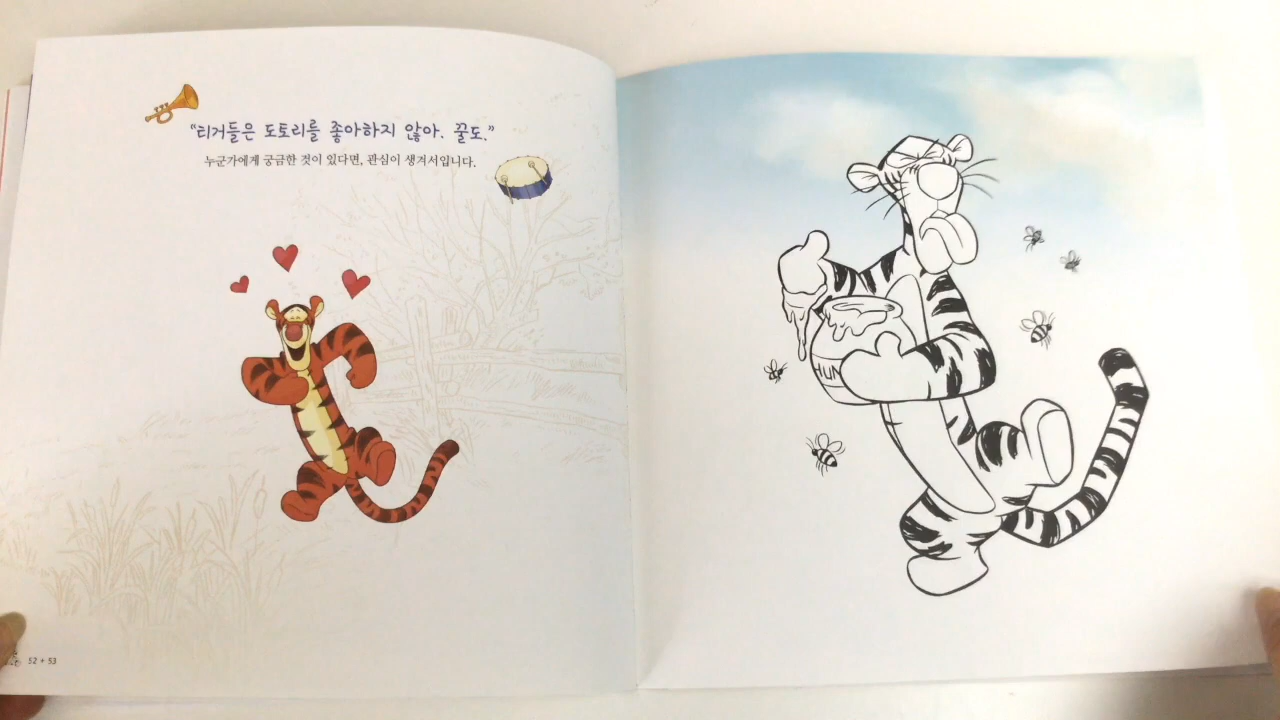 “티거들은 도토리를 좋아하지 않아. 꿀도.”
누군가에게 궁금한 것이 있다면, 관심이 생겨서입니다.
HUN
52 + 53